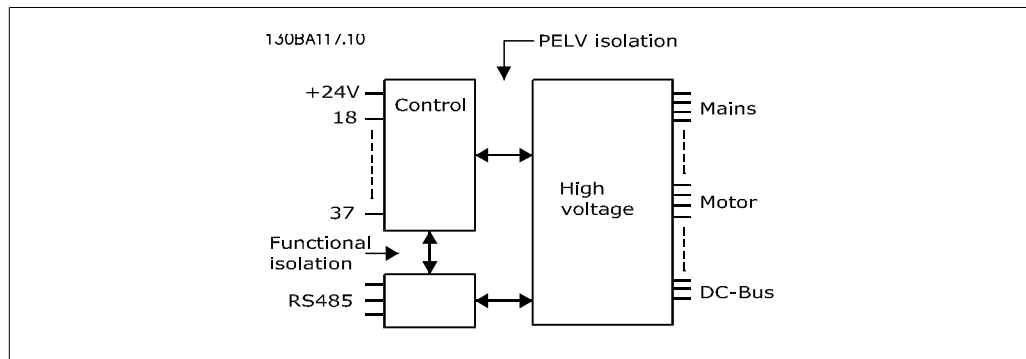 130BA117.10
PELV isolation
+24V
Control
18
Mains
37
High
voltage
Motor
Functional
isolation
RS485
DC-Bus